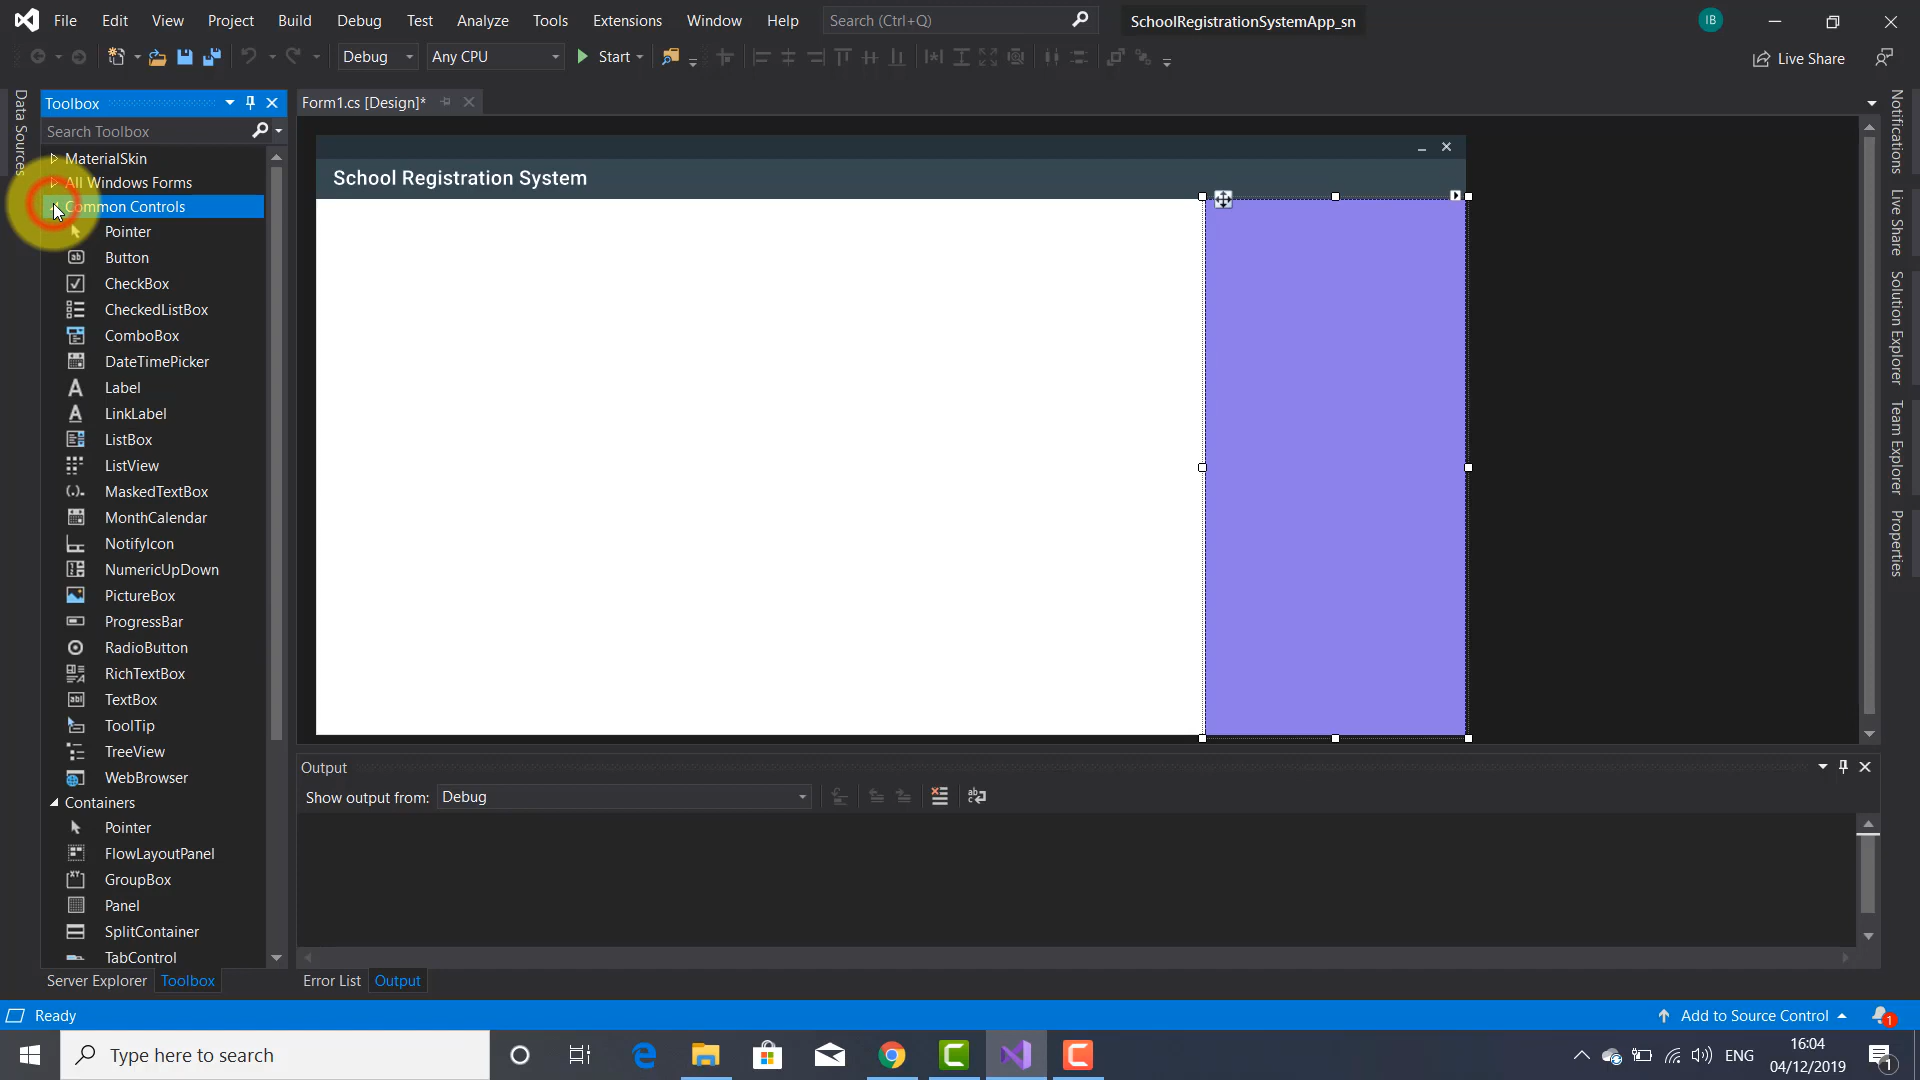 File Edit View Project Build Debug Test Analyze Tools Extensions Window Help Search (Ctrl+Q) SchoolRegistrationSystemApp_sn IB
Debug Any CPU Start Live Share
Data Sources
Toolbox
Search Toolbox
MaterialSkin
All Windows Forms
Common Controls
Pointer
Button
CheckBox
CheckedListBox
ComboBox
DateTimePicker
Label
LinkLabel
ListBox
ListView
MaskedTextBox
MonthCalendar
NotifyIcon
NumericUpDown
PictureBox
ProgressBar
RadioButton
RichTextBox
TextBox
ToolTip
TreeView
WebBrowser
Containers
Pointer
FlowLayoutPanel
GroupBox
Panel
SplitContainer
TabControl
Server Explorer Toolbox
Form1.cs [Design]*
School Registration System
Output
Show output from: Debug
Error List Output
Notifications
Live Share
Solution Explorer
Team Explorer
Properties
Ready Add to Source Control 1
Type here to search ENG 16:04
04/12/2019 1